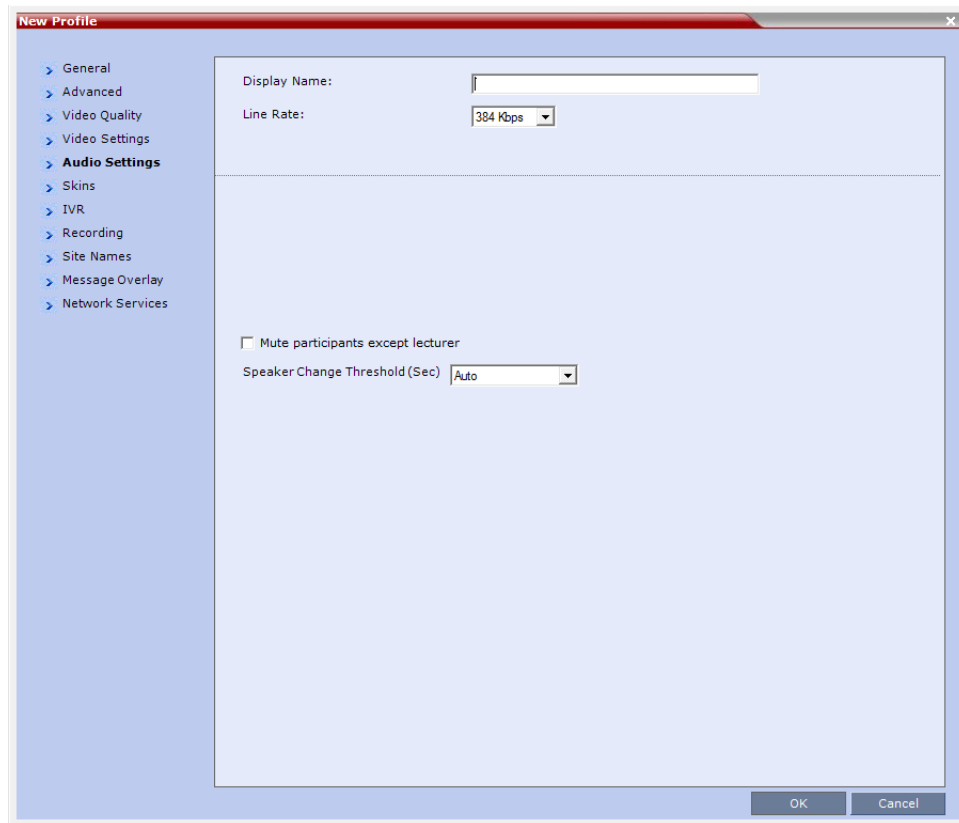 New Profile
General
Advanced
Video Quality
Video Settings
Audio Settings
Skins
IVR
Recording
Site Names
Message Overlay
Network Services
Display Name:
Line Rate: 384 Kbps
Mute participants except lecturer
Speaker Change Threshold (Sec) Auto
OK Cancel